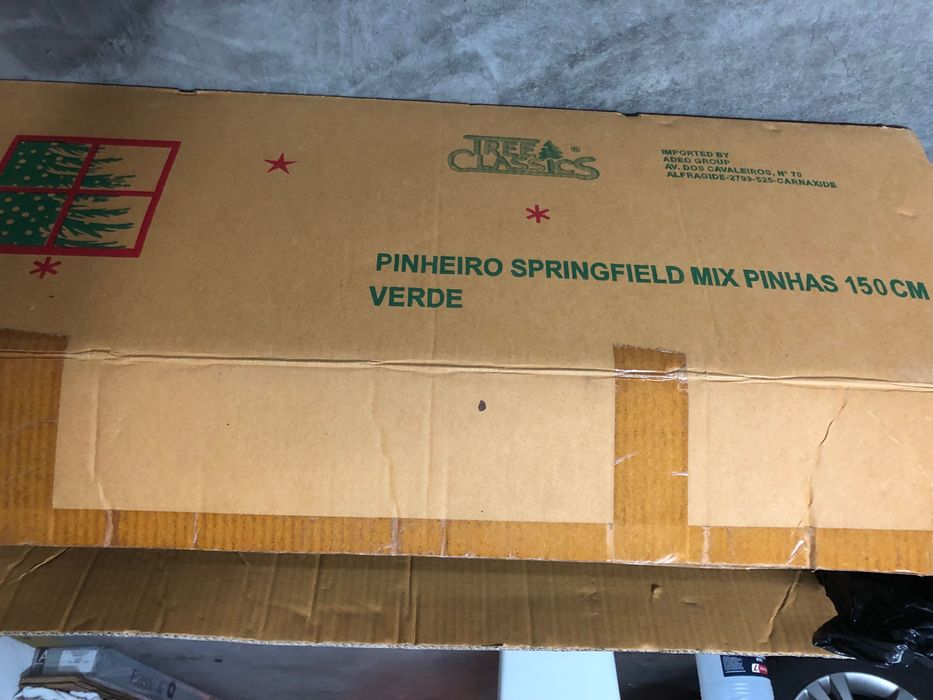 TREE
CLASSICS®
IMPORTED BY
ADEO GROUP
AV. DOS CAVALEIROS, Nº 70
ALFRAGIDE-2799-525-CARNAXIDE
PINHEIRO SPRINGFIELD MIX PINHAS 150CM
VERDE